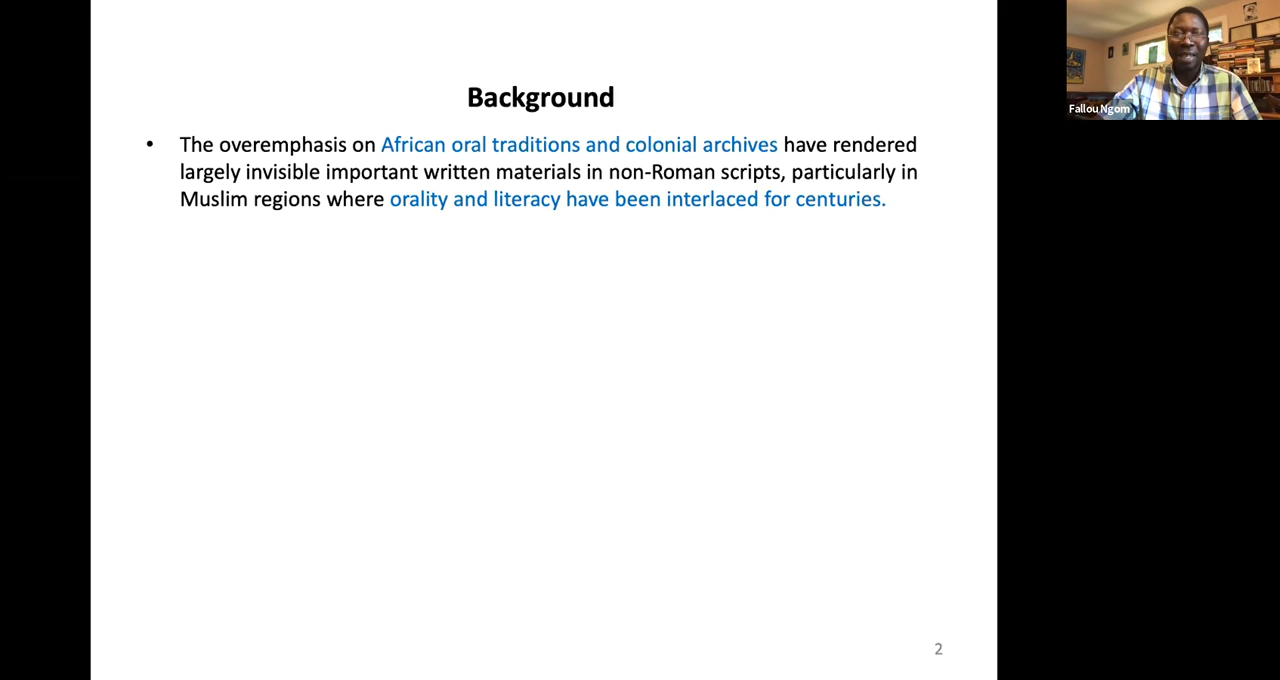 Background
• The overemphasis on African oral traditions and colonial archives have rendered
largely invisible important written materials in non-Roman scripts, particularly in
Muslim regions where orality and literacy have been interlaced for centuries.
2
Fallou Ngom